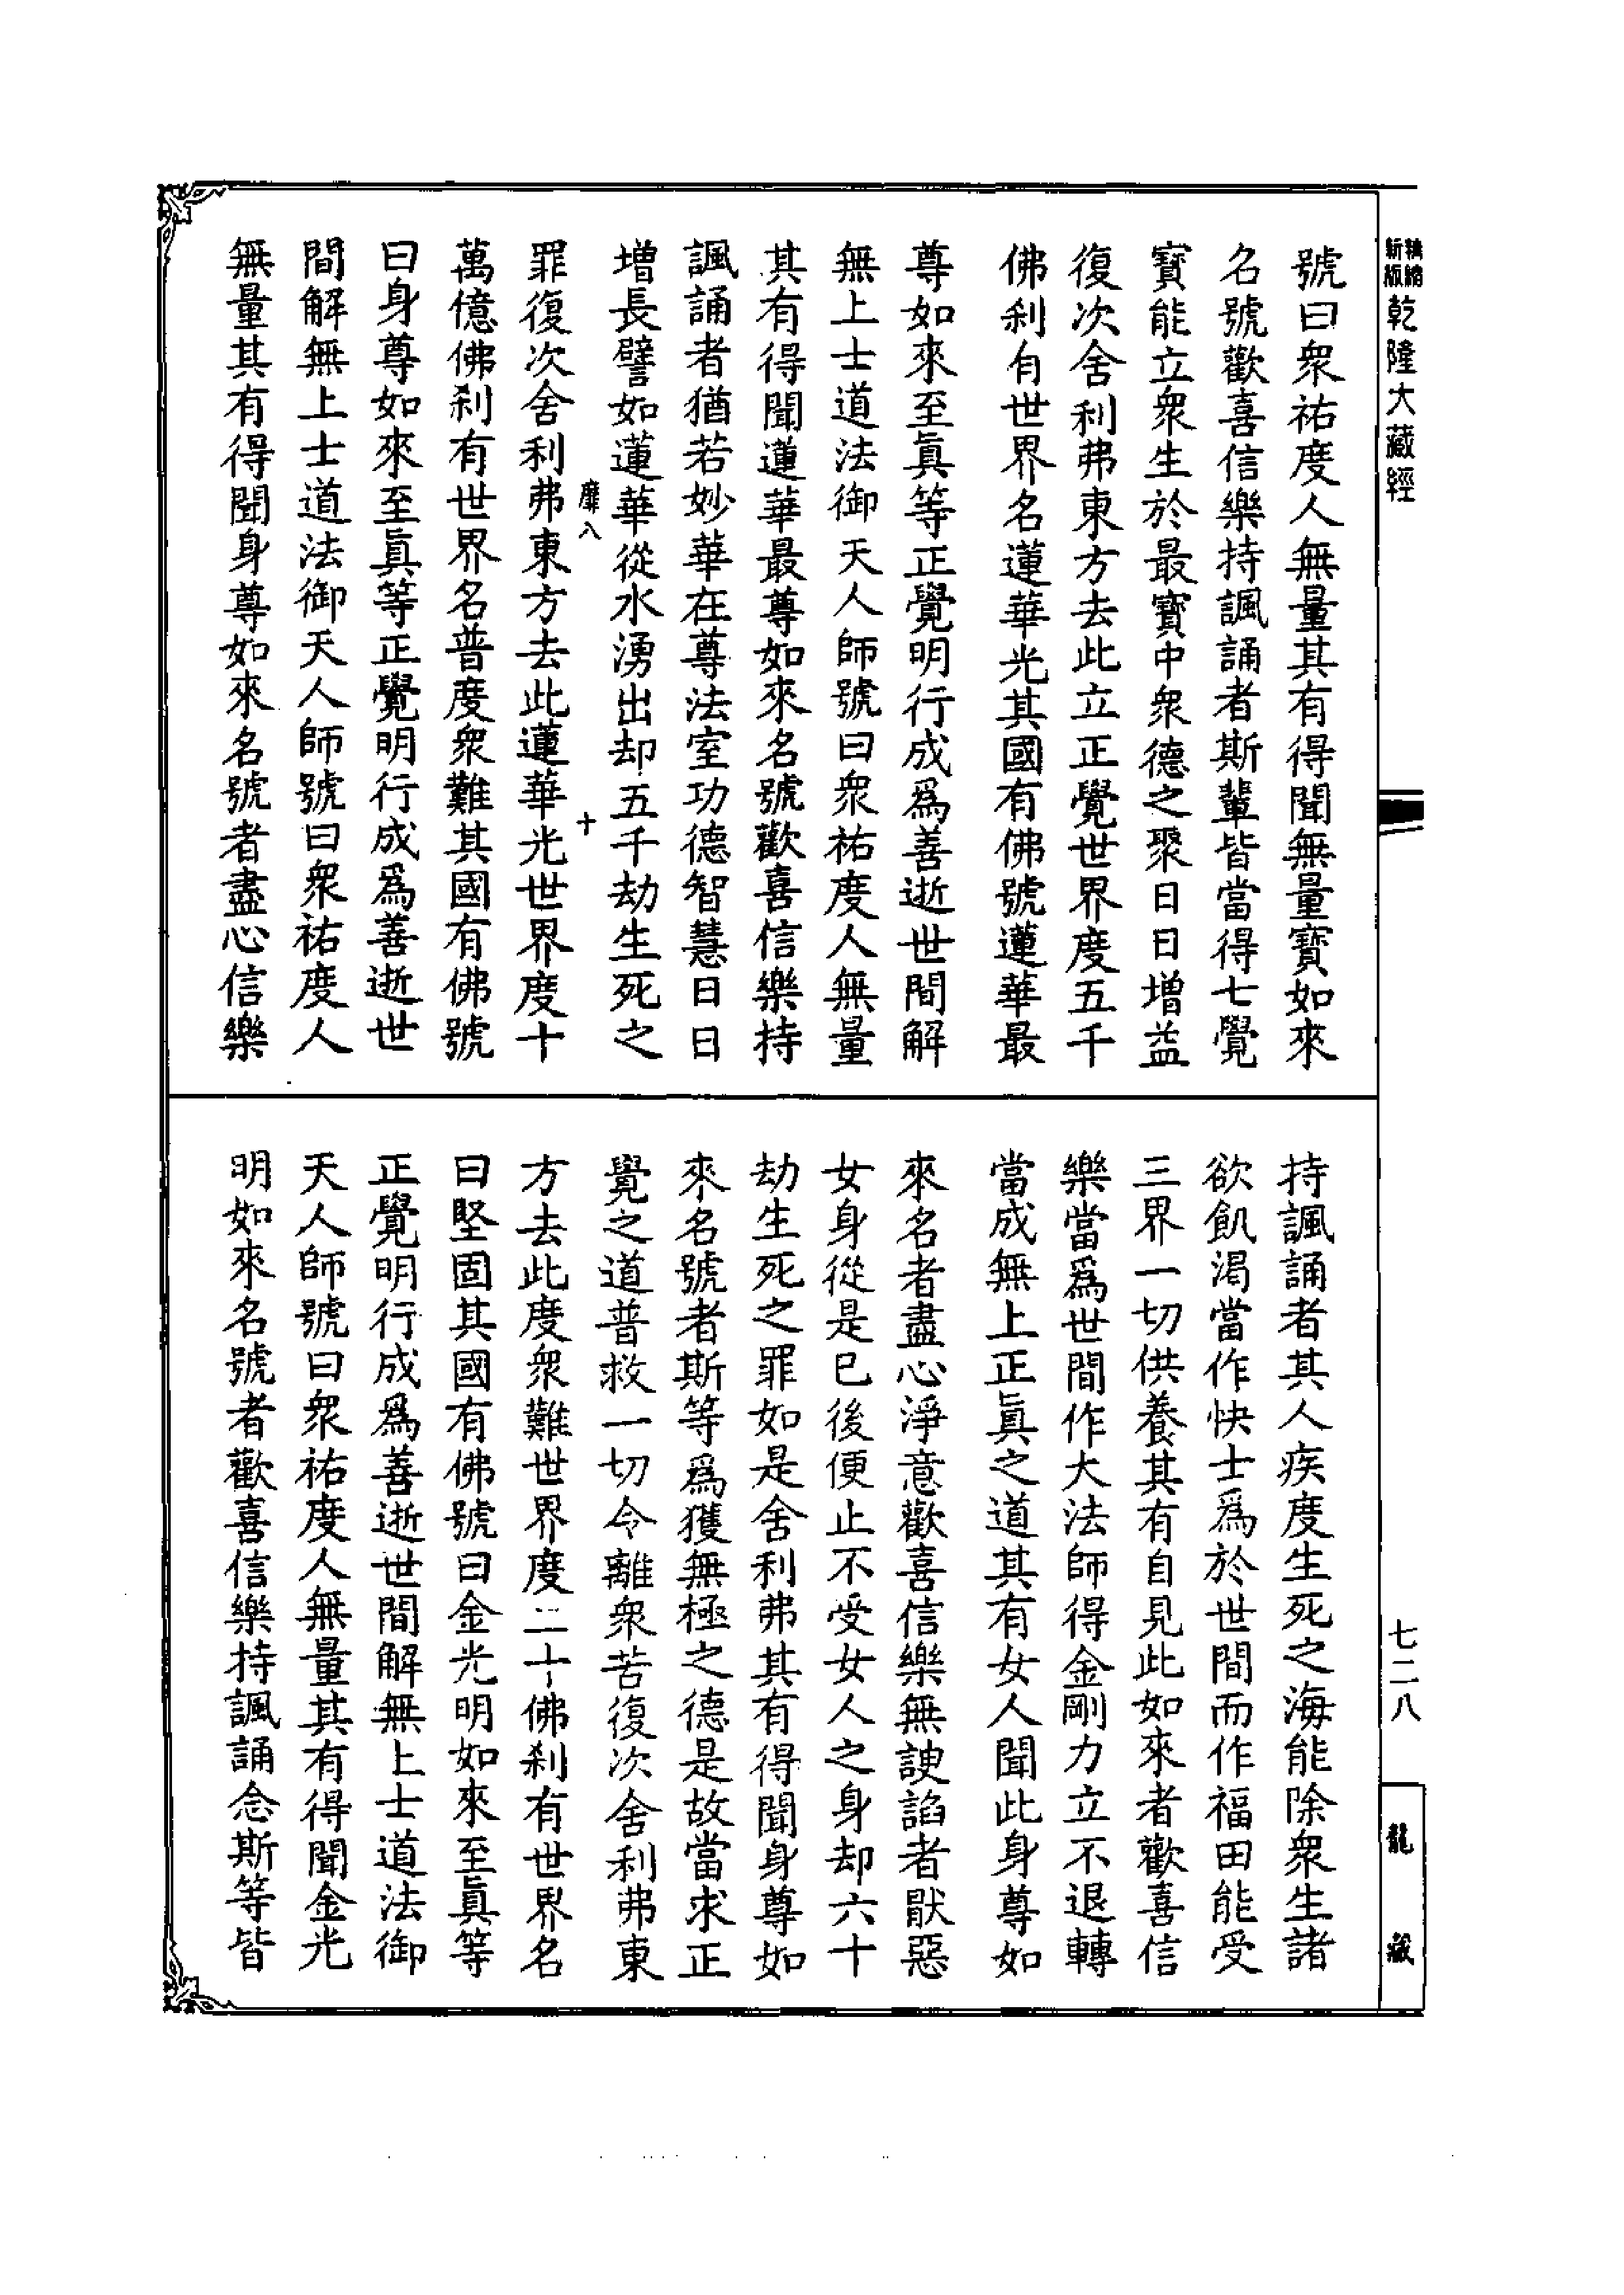 精縮新版 乾隆大藏經
七二八
龍藏
號曰衆祐度人無量其有得聞無量寳如來
名號歡喜信樂持諷誦者斯輩皆當得七覺
寳能立衆生於最寳中衆德之聚日日增益
復次舍利弗東方去此立正覺世界度五千
佛刹有世界名蓮華光其國有佛號蓮華最
尊如來至眞等正覺明行成爲善逝世間解
無上士道法御天人師號曰衆祐度人無量
其有得聞蓮華最尊如來名號歡喜信樂持
諷誦者猶若妙華在尊法室功德智慧日日
增長譬如蓮華從水湧出却五千劫生死之
靡八 十
罪復次舍利弗東方去此蓮華光世界度十
萬億佛刹有世界名普度衆難其國有佛號
曰身尊如來至眞等正覺明行成爲善逝世
間解無上士道法御天人師號曰衆祐度人
無量其有得聞身尊如來名號者盡心信樂
持諷誦者其人疾度生死之海能除衆生諸
欲飢渴當作快士爲於世間而作福田能受
三界一切供養其有自見此如來者歡喜信
樂當爲世間作大法師得金剛力立不退轉
當成無上正眞之道其有女人聞此身尊如
來名者盡心淨意歡喜信樂無諛諂者猒惡
女身從是已後便止不受女人之身却六十
劫生死之罪如是舍利弗其有得聞身尊如
來名號者斯等爲獲無極之德是故當求正
覺之道普救一切令離衆苦復次舍利弗東
方去此度衆難世界度二十佛刹有世界名
曰堅固其國有佛號曰金光明如來至眞等
正覺明行成爲善逝世間解無上士道法御
天人師號曰衆祐度人無量其有得聞金光
明如來名號者歡喜信樂持諷誦念斯等皆